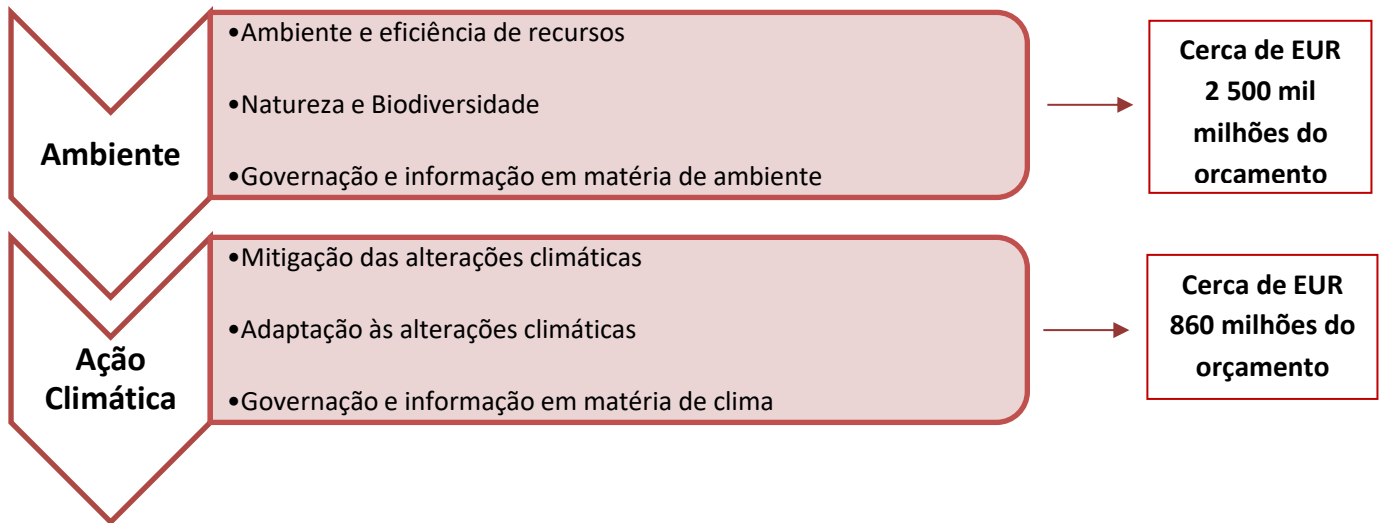 Ambiente
•Ambiente e eficiência de recursos
•Natureza e Biodiversidade
•Governação e informação em matéria de ambiente
Cerca de EUR
2 500 mil
milhões do
orcamento
Ação
Climática
•Mitigação das alterações climáticas
•Adaptação às alterações climáticas
•Governação e informação em matéria de clima
Cerca de EUR
860 milhões do
orçamento